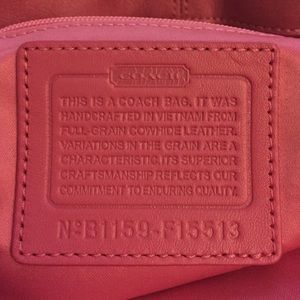 COACH
THIS IS A COACH BAG. IT WAS
HANDCRAFTED IN VIETNAM FROM
FULL-GRAIN COWHIDE LEATHER.
VARIATIONS IN THE GRAIN ARE A
CHARACTERISTIC, ITS SUPERIOR
CRAFTSMANSHIP REFLECTS OUR
COMMITMENT TO ENDURING QUALITY.
Nº B1159-F15513